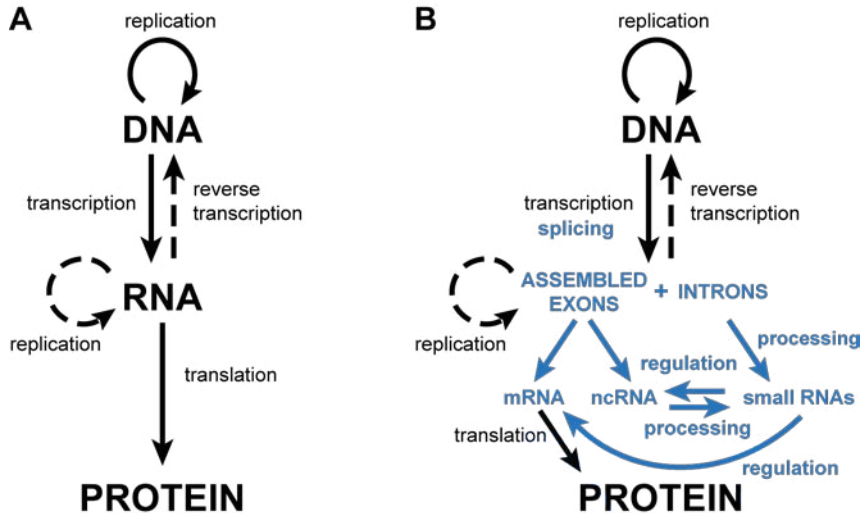 A
replication
DNA
transcription
reverse
transcription
RNA
replication
translation
PROTEIN
B
replication
DNA
transcription
splicing
reverse
transcription
ASSEMBLED
EXONS
+ INTRONS
replication
processing
regulation
mRNA
ncRNA
small RNAs
processing
translation
regulation
PROTEIN